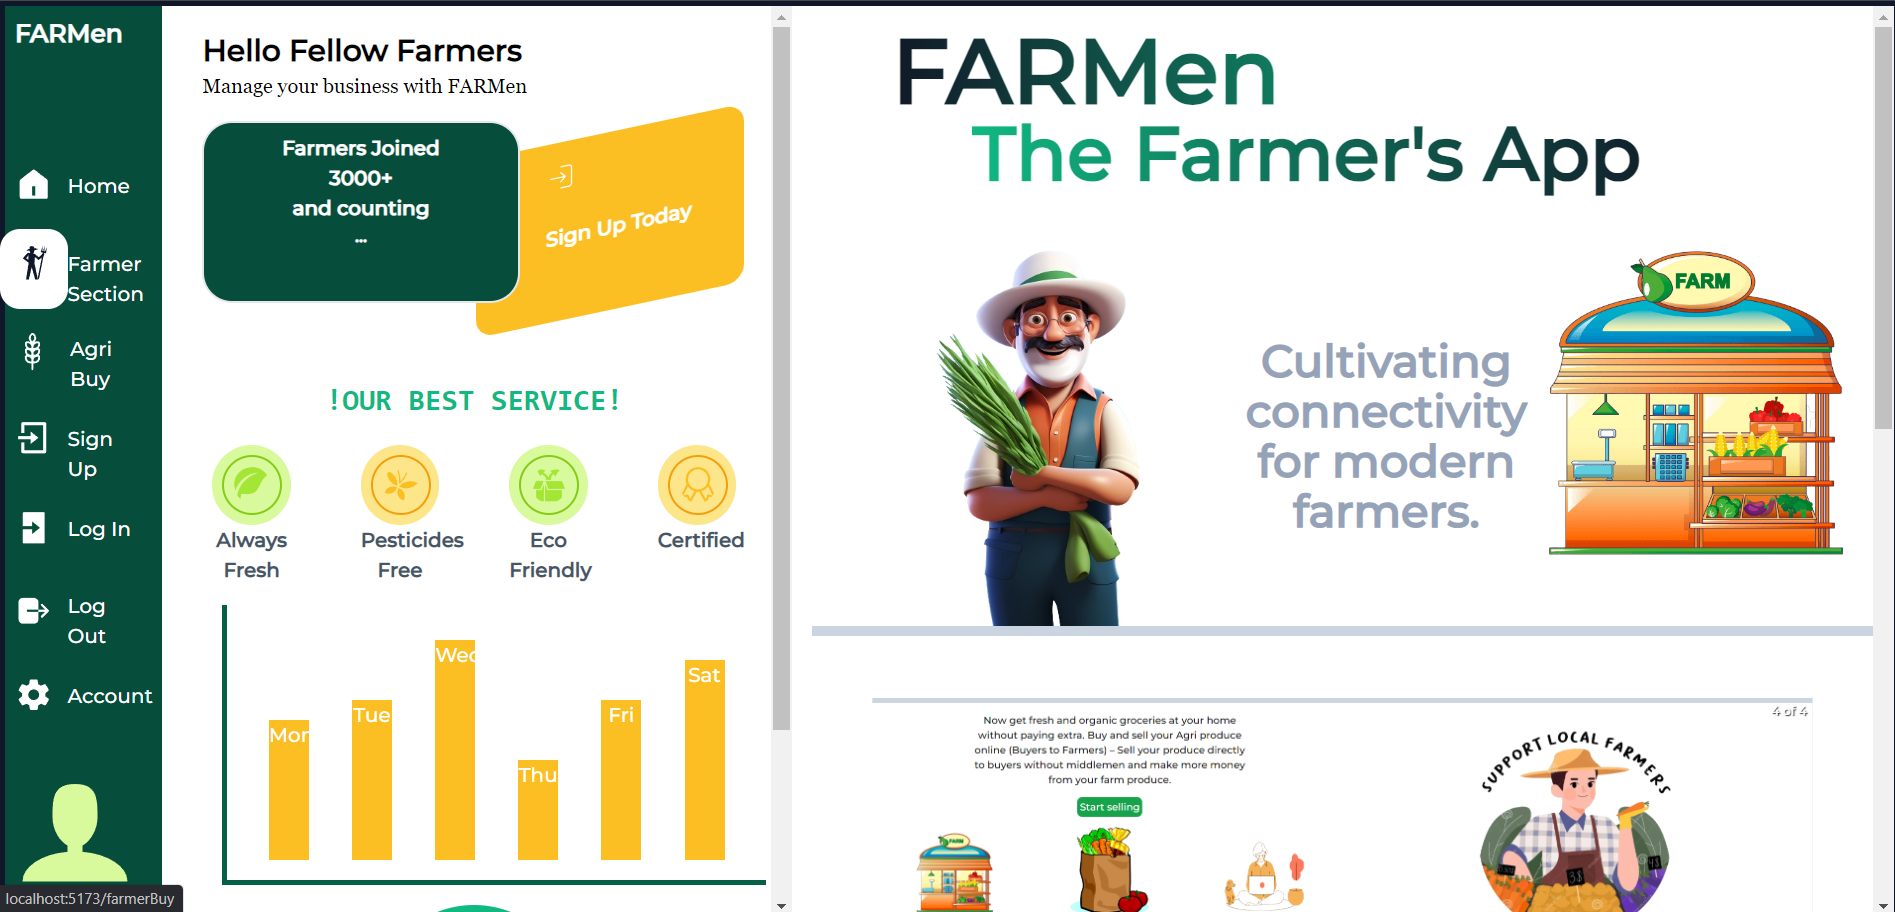 FARMen
Home
Farmer
Section
Agri
Buy
Sign
Up
Log In
Log
Out
Account
localhost:5173/farmerBuy
Hello Fellow Farmers
Manage your business with FARMen
Farmers Joined
3000+
and counting
...
Sign Up Today
!OUR BEST SERVICE!
Always
Fresh
Pesticides
Free
Eco
Friendly
Certified
Mor
Tue
Wed
Thu
Fri
Sat
FARMen
The Farmer's App
Cultivating
connectivity
for modern
farmers.
FARM
4 of 4
Now get fresh and organic groceries at your home
without paying extra. Buy and sell your Agri produce
online (Buyers to Farmers) – Sell your produce directly
to buyers without middlemen and make more money
from your farm produce.
Start selling
FARM
SUPPORT LOCAL FARMERS
3$